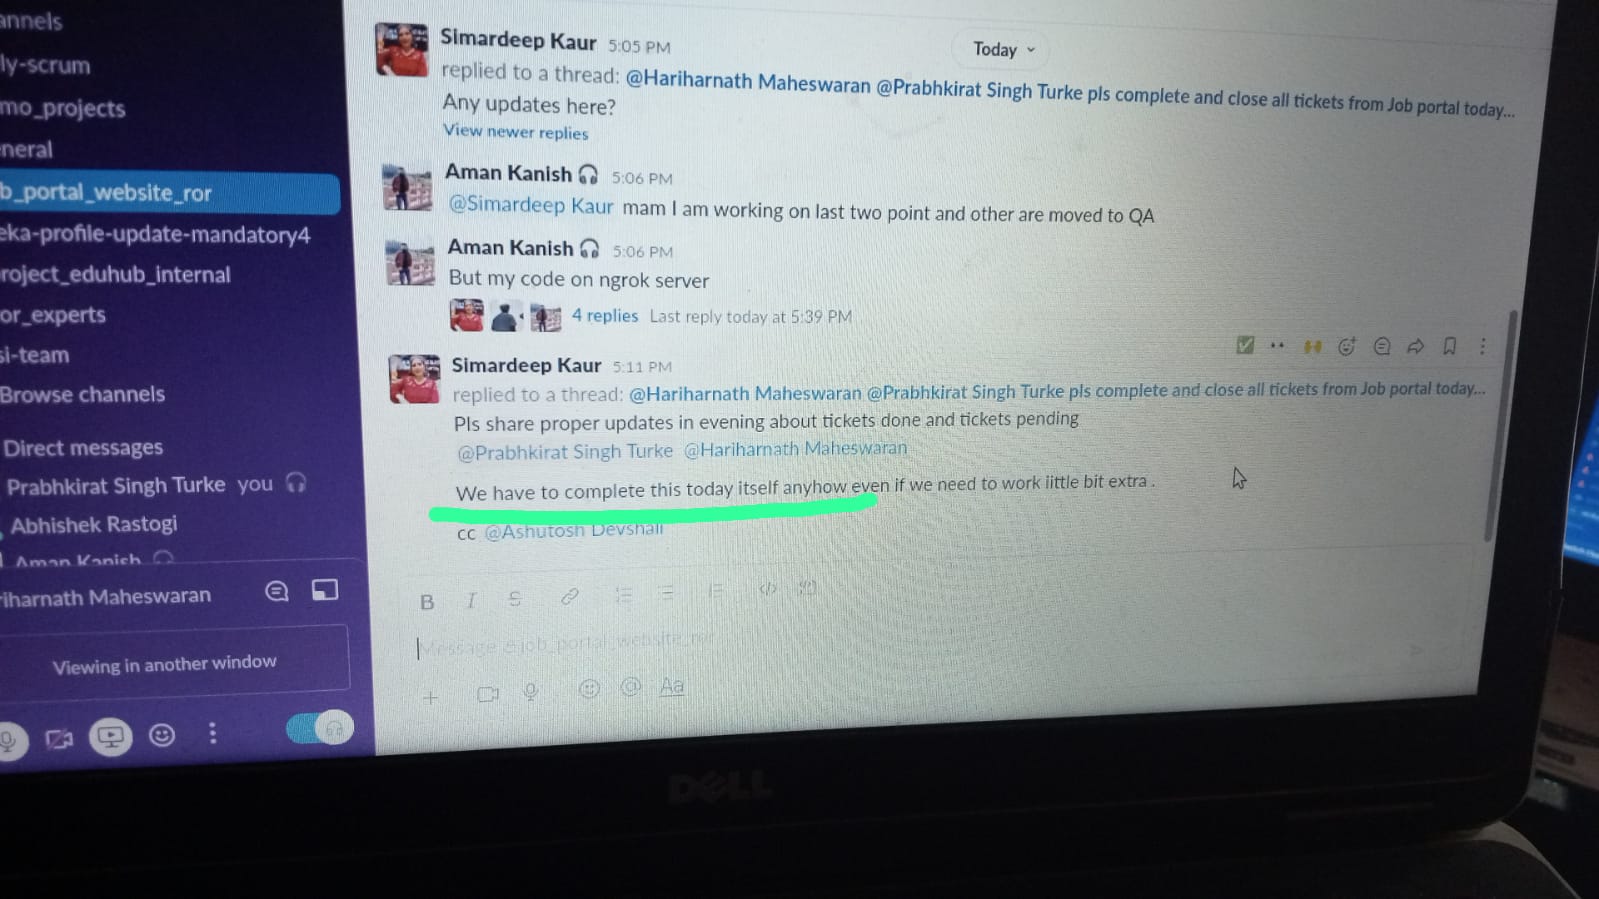 annels
ly-scrum
mo_projects
neral
b_portal_website_ror
eka-profile-update-mandatory4
roject_eduhub_internal
or_experts
si-team
Browse channels
Direct messages
Prabhkirat Singh Turke you
Abhishek Rastogi
Aman Kanish
riharnath Maheswaran
Viewing in another window
Today
Simardeep Kaur 5:05 PM
replied to a thread: @Hariharnath Maheswaran @Prabhkirat Singh Turke pls complete and close all tickets from Job portal today...
Any updates here?
View newer replies
Aman Kanish 5:06 PM
@Simardeep Kaur mam I am working on last two point and other are moved to QA
Aman Kanish 5:06 PM
But my code on ngrok server
4 replies Last reply today at 5:39 PM
Simardeep Kaur 5:11 PM
replied to a thread: @Hariharnath Maheswaran @Prabhkirat Singh Turke pls complete and close all tickets from Job portal today...
Pls share proper updates in evening about tickets done and tickets pending
@Prabhkirat Singh Turke @Hariharnath Maheswaran
We have to complete this today itself anyhow even if we need to work little bit extra .
cc @Ashutosh Devshali
B I S
Message job_portal_website_ror
Aa
DELL